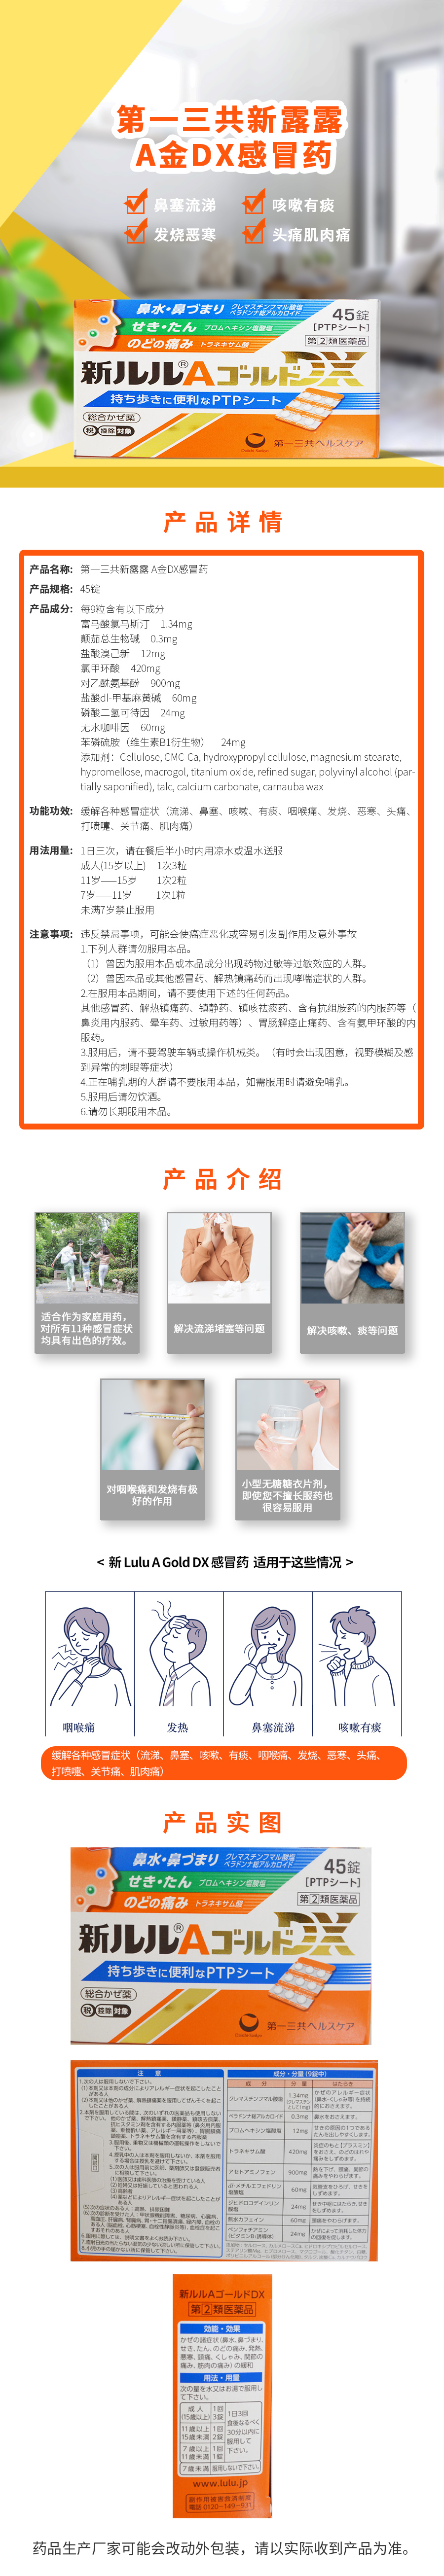 第一三共新露露
A金DX感冒药
鼻塞流涕 咳嗽有痰
发烧恶寒 头痛肌肉痛
鼻水・鼻づまり クレマスチンフマル酸塩 ベラドンナ総アルカロイド
せき・たん ブロムヘキシン塩酸塩
のどの痛み トラネキサム酸
45錠
[PTPシート]
第②類医薬品
新ルル®AゴールドDX
持ち歩きに便利なPTPシート
総合かぜ薬
税 控除 対象
第一三共ヘルスケア
产品详情
产品名称: 第一三共新露露 A金DX感冒药
产品规格: 45锭
产品成分: 每9粒含有以下成分
富马酸氯马斯汀 1.34mg
颠茄总生物碱 0.3mg
盐酸溴己新 12mg
氯甲环酸 420mg
对乙酰氨基酚 900mg
盐酸dl-甲基麻黄碱 60mg
磷酸二氢可待因 24mg
无水咖啡因 60mg
苯磷硫胺（维生素B1衍生物） 24mg
添加剂：Cellulose, CMC-Ca, hydroxypropyl cellulose, magnesium stearate,
hypromellose, macrogol, titanium oxide, refined sugar, polyvinyl alcohol (par-
tially saponified), talc, calcium carbonate, carnauba wax
功能功效: 缓解各种感冒症状（流涕、鼻塞、咳嗽、有痰、咽喉痛、发烧、恶寒、头痛、
打喷嚏、关节痛、肌肉痛）
用法用量: 1日三次，请在餐后半小时内用凉水或温水送服
成人(15岁以上) 1次3粒
11岁——15岁 1次2粒
7岁——11岁 1次1粒
未满7岁禁止服用
注意事项: 违反禁忌事项，可能会使癌症恶化或容易引发副作用及意外事故
1.下列人群请勿服用本品。
（1）曾因为服用本品或本品成分出现药物过敏等过敏效应的人群。
（2）曾因本品或其他感冒药、解热镇痛药而出现哮喘症状的人群。
2.在服用本品期间，请不要使用下述的任何药品。
其他感冒药、解热镇痛药、镇静药、镇咳祛痰药、含有抗组胺药的内服药等（
鼻炎用内服药、晕车药、过敏用药等）、胃肠解痉止痛药、含有氨甲环酸的内
服药。
3.服用后，请不要驾驶车辆或操作机械类。（有时会出现困意，视野模糊及感
到异常的刺眼等症状）
4.正在哺乳期的人群请不要服用本品，如需服用时请避免哺乳。
5.服用后请勿饮酒。
6.请勿长期服用本品。
产品介绍
适合作为家庭用药，
对所有11种感冒症状
均具有出色的疗效。
解决流涕堵塞等问题
解决咳嗽、痰等问题
对咽喉痛和发烧有极
好的作用
小型无糖糖衣片剂，
即使您不擅长服药也
很容易服用
< 新 Lulu A Gold DX 感冒药 适用于这些情况 >
咽喉痛 发热 鼻塞流涕 咳嗽有痰
缓解各种感冒症状（流涕、鼻塞、咳嗽、有痰、咽喉痛、发烧、恶寒、头痛、
打喷嚏、关节痛、肌肉痛）
产品实图
鼻水・鼻づまり クレマスチンフマル酸塩 ベラドンナ総アルカロイド
せき・たん ブロムヘキシン塩酸塩
のどの痛み トラネキサム酸
45錠
[PTPシート]
第②類医薬品
新ルル®AゴールドDX
持ち歩きに便利なPTPシート
総合かぜ薬
税 控除 対象
第一三共ヘルスケア
注意
成分・分量(9錠中)
成分 分量 はたらき
クレマスチンフマル酸塩 1.34mg
ベラドンナ総アルカロイド 0.3mg 鼻水をおさえます。
ブロムヘキシン塩酸塩 12mg
トラネキサム酸 420mg
アセトアミノフェン 900mg
dl-メチルエフェドリン塩酸塩 60mg
ジヒドロコデインリン酸塩 24mg
無水カフェイン 60mg 頭痛をやわらげます。
ベンフォチアミン(ビタミンB1誘導体) 24mg
新ルルAゴールドDX
第②類医薬品
効能・効果
かぜの諸症状(鼻水、鼻づまり、
せき、たん、のどの痛み、発熱、
悪寒、頭痛、くしゃみ、関節の
痛み、筋肉の痛み)の緩和
用法・用量
次の量を水又はお湯で服用し
て下さい。
成人(15歳以上) 1回3錠
11歳以上15歳未満 1回2錠
7歳以上11歳未満 1回1錠
1日3回
食後なるべく
30分以内に
服用して
下さい。
7歳未満 服用しないで下さい。
www.lulu.jp
副作用被害救済制度
電話 0120-149-931
药品生产厂家可能会改动外包装，请以实际收到产品为准。